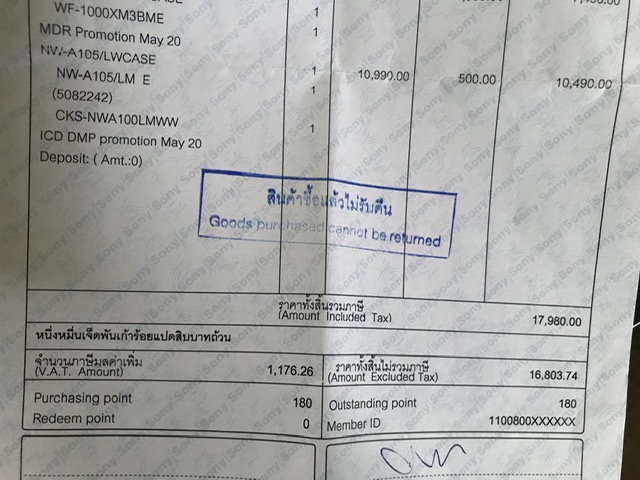 WF-1000XM3BME 1
MDR Promotion May 20 1
NW-A105/LWCASE
1 10,990.00 500.00 10,490.00
NW-A105/LM E 1
(5082242)
CKS-NWA100LMWW 1
ICD DMP promotion May 20
Deposit: ( Amt.:0)
สินค้าซื้อแล้วไม่รับคืน
Goods purchased cannot be returned
ราคาทั้งสิ้นรวมภาษี
(Amount Included Tax) 17,980.00
หนึ่งหมื่นเจ็ดพันเก้าร้อยแปดสิบบาทถ้วน
จำนวนภาษีมูลค่าเพิ่ม
(V.A.T. Amount) 1,176.26
ราคาทั้งสิ้นไม่รวมภาษี
(Amount Excluded Tax) 16,803.74
Purchasing point 180
Outstanding point 180
Redeem point 0
Member ID 1100800XXXXXX